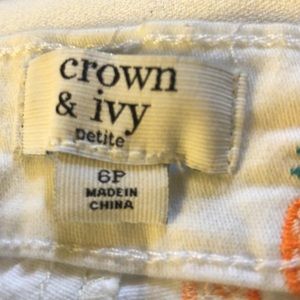 crown
& ivy
petite
6P
MADE IN
CHINA